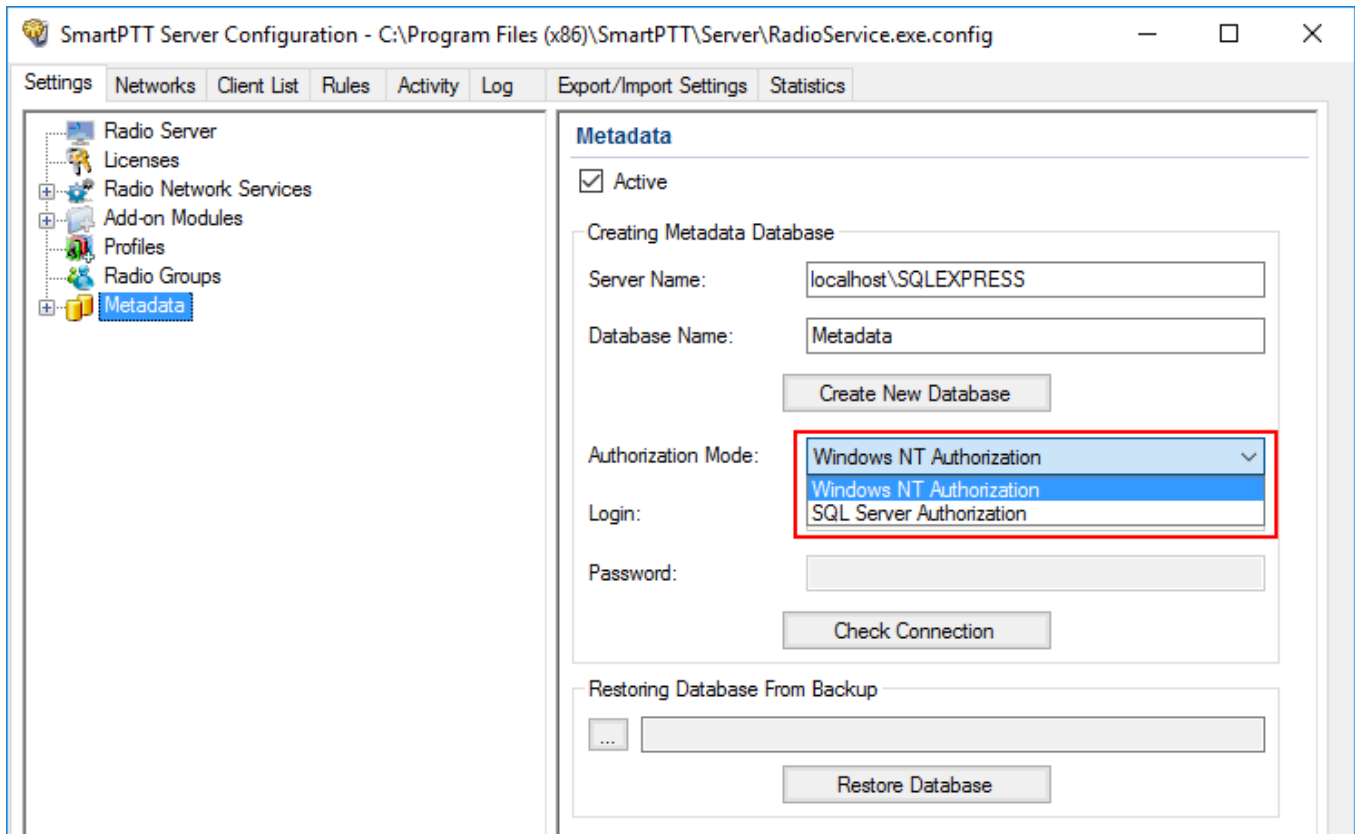 SmartPTT Server Configuration - C:\Program Files (x86)\SmartPTT\Server\RadioService.exe.config
Settings Networks Client List Rules Activity Log Export/Import Settings Statistics
Radio Server
Licenses
Radio Network Services
Add-on Modules
Profiles
Radio Groups
Metadata
Metadata
Active
Creating Metadata Database
Server Name: localhost\SQLEXPRESS
Database Name: Metadata
Create New Database
Authorization Mode: Windows NT Authorization
Windows NT Authorization
Login: SQL Server Authorization
Password:
Check Connection
Restoring Database From Backup
...
Restore Database